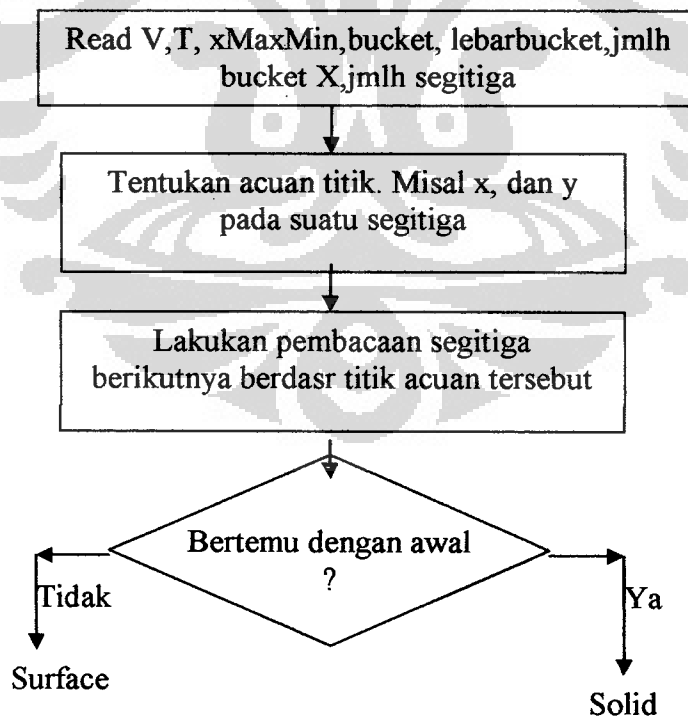 Read V,T, xMaxMin,bucket, lebarbucket,jmlh
bucket X,jmlh segitiga
Tentukan acuan titik. Misal x, dan y
pada suatu segitiga
Lakukan pembacaan segitiga
berikutnya berdasr titik acuan tersebut
Bertemu dengan awal
?
Tidak
Ya
Surface
Solid